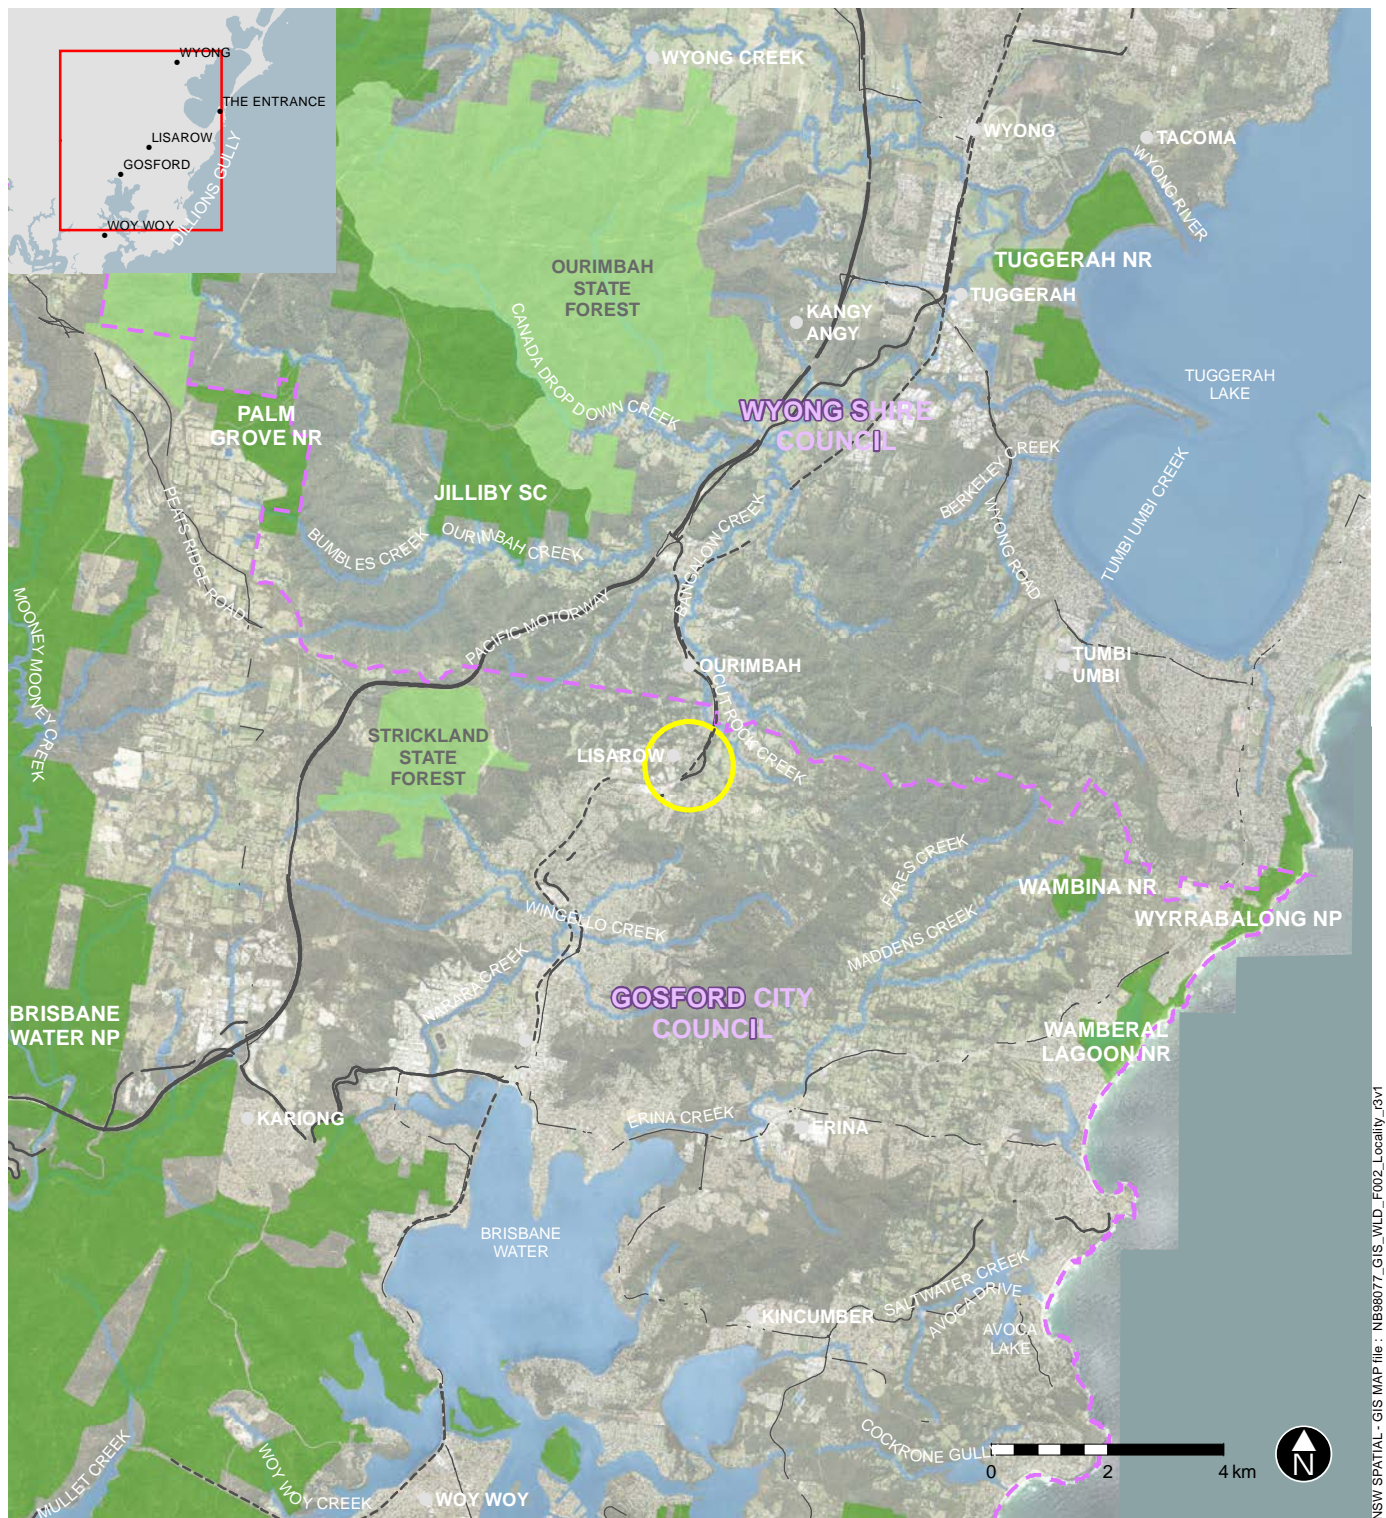 WYONG
THE ENTRANCE
LISAROW
GOSFORD
DILLIONS GULLY
WOY WOY
WYONG CREEK
WYONG
TACOMA
WYONG RIVER
TUGGERAH NR
OURIMBAH
STATE
FOREST
TUGGERAH
KANGY
ANGY
CANADA DROP DOWN CREEK
TUGGERAH
LAKE
PALM
GROVE NR
WYONG SHIRE
COUNCIL
JILLIBY SC
BERKELEY CREEK
PEATS RIDGE ROAD
BUMBLES CREEK
OURIMBAH CREEK
BANGALOW CREEK
WYONG ROAD
TUMBI UMBI CREEK
MOONEY MOONEY CREEK
PACIFIC MOTORWAY
OURIMBAH
TUMBI
UMBI
CUT ROCK CREEK
STRICKLAND
STATE
FOREST
LISAROW
FIRES CREEK
WAMBINA NR
WYRRABALONG NP
WINGELLO CREEK
MADDENS CREEK
NARARA CREEK
GOSFORD CITY
COUNCIL
BRISBANE
WATER NP
WAMBERAL
LAGOON NR
KARIONG
ERINA CREEK
ERINA
BRISBANE
WATER
SALTWATER CREEK
AVOCA DRIVE
KINCUMBER
AVOCA
LAKE
COCKRONE GULLY
MULLET CREEK
WOY WOY CREEK
WOY WOY
0 2 4 km
N
NSW SPATIAL - GIS MAP file : NB98077_GIS_WLD_F002_Locality_r3v1